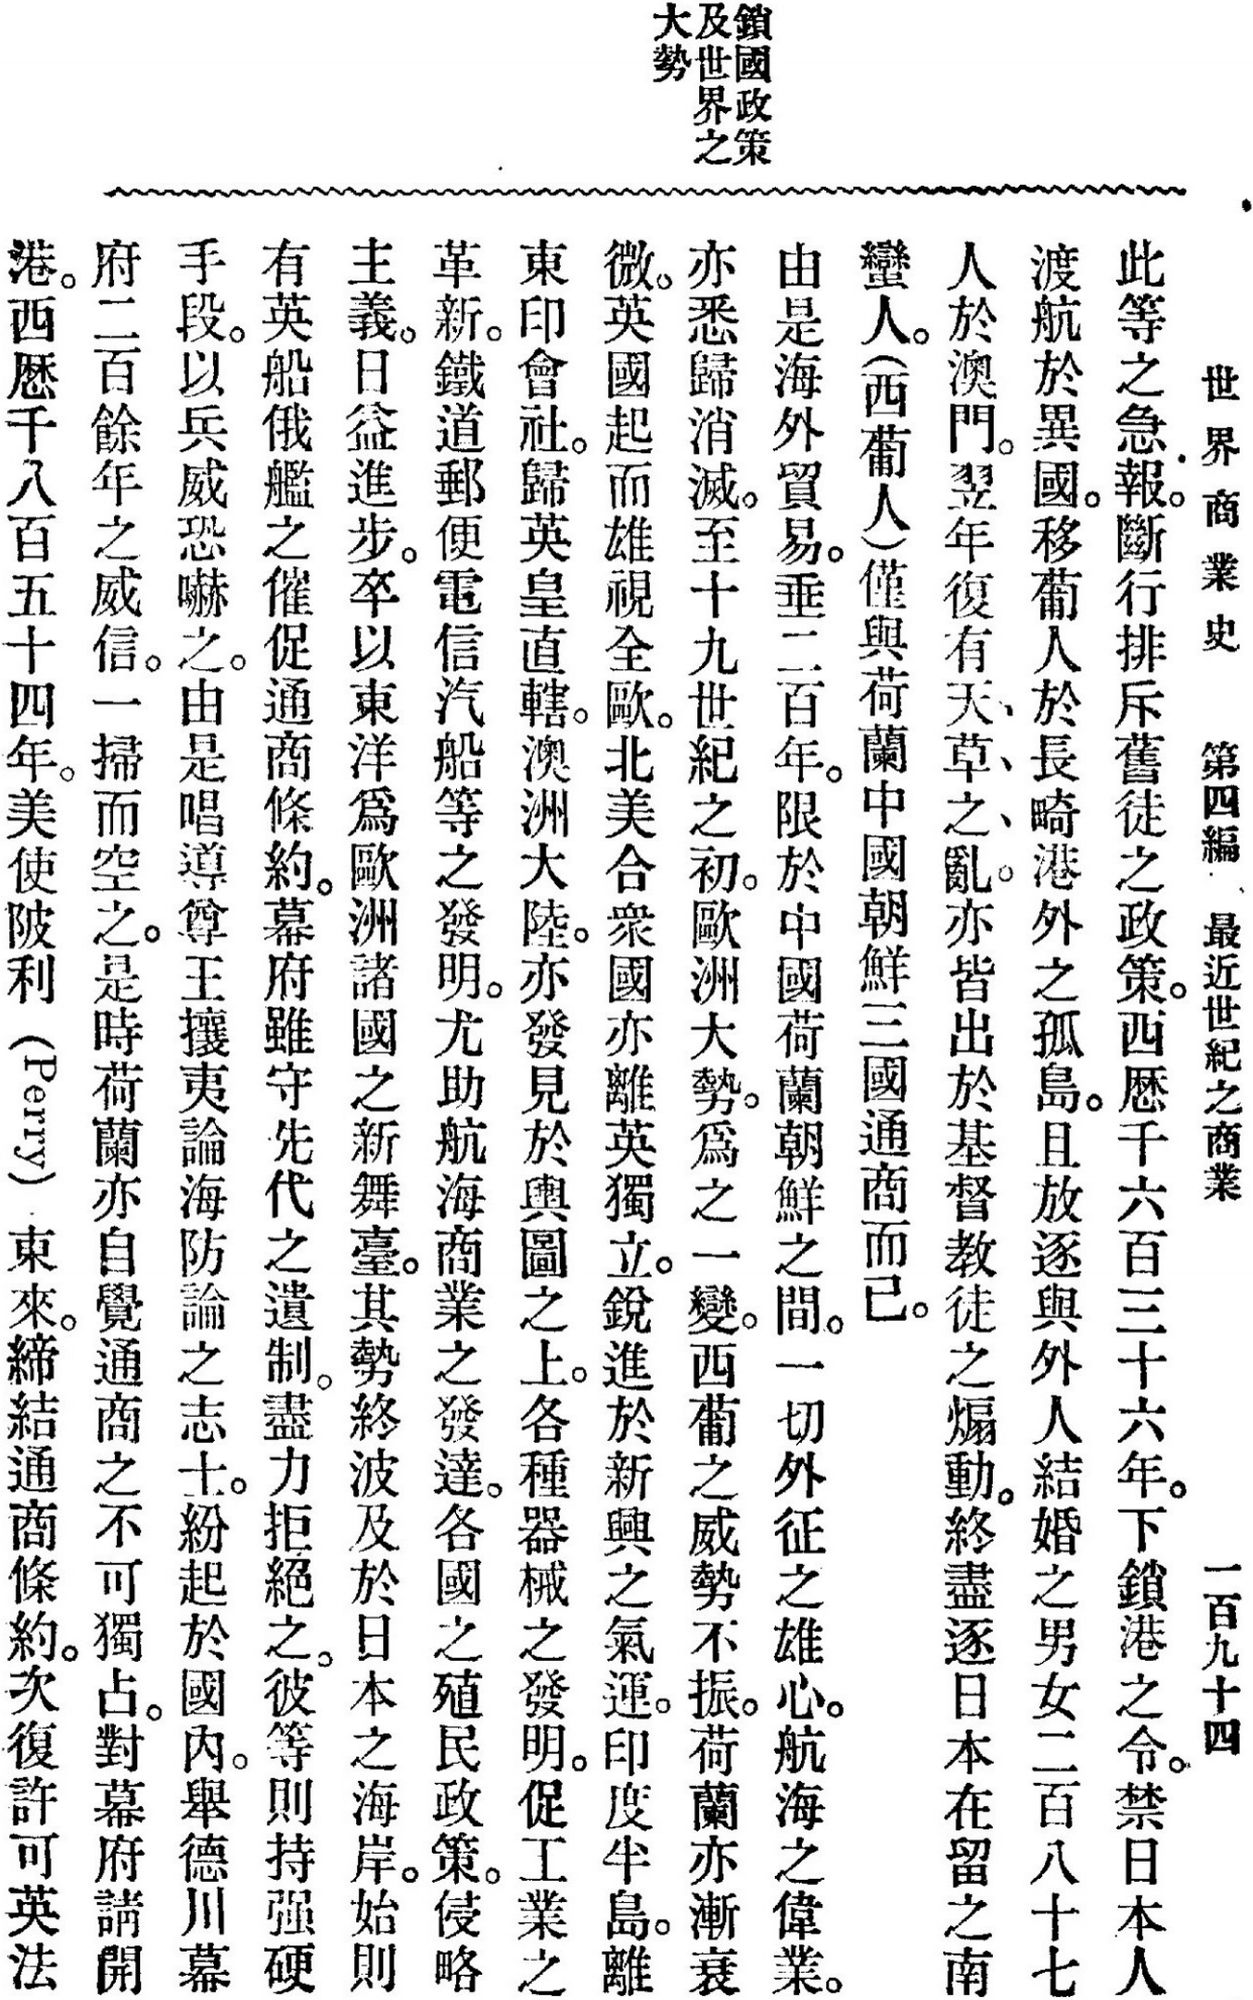 世界商業史　第四編　最近世紀之商業　一百九十四
鎖國政策
及世界之
大勢
此等之急報。斷行排斥舊徒之政策。西歷千六百三十六年。下鎖港之令。禁日本人
渡航於異國。移葡人於長崎港外之孤島。且放逐與外人結婚之男女二百八十七
人於澳門。翌年復有天草之亂。亦皆出於基督教徒之煽動。終盡逐日本在留之南
蠻人。(西葡人)僅與荷蘭中國朝鮮三國通商而已。
由是海外貿易。垂二百年。限於中國荷蘭朝鮮之間。一切外征之雄心。航海之偉業。
亦悉歸消滅。至十九世紀之初。歐洲大勢。爲之一變。西葡之威勢不振。荷蘭亦漸衰
微。英國起而雄視全歐。北美合衆國亦離英獨立。銳進於新興之氣運。印度半島。離
東印會社。歸英皇直轄。澳洲大陸。亦發見於輿圖之上。各種器械之發明。促工業之
革新。鐵道郵便電信汽船等之發明。尤助航海商業之發達。各國之殖民政策。侵略
主義。日益進步。卒以東洋爲歐洲諸國之新舞臺。其勢終波及於日本之海岸。始則
有英船俄艦之催促通商條約。幕府雖守先代之遺制。盡力拒絕之。彼等則持强硬
手段。以兵威恐嚇之。由是唱導尊王攘夷論海防論之志士。紛起於國內。舉德川幕
府二百餘年之威信。一掃而空之。是時荷蘭亦自覺通商之不可獨占。對幕府請開
港。西歷千八百五十四年。美使陂利(Perry)東來。締結通商條約。次復許可英法